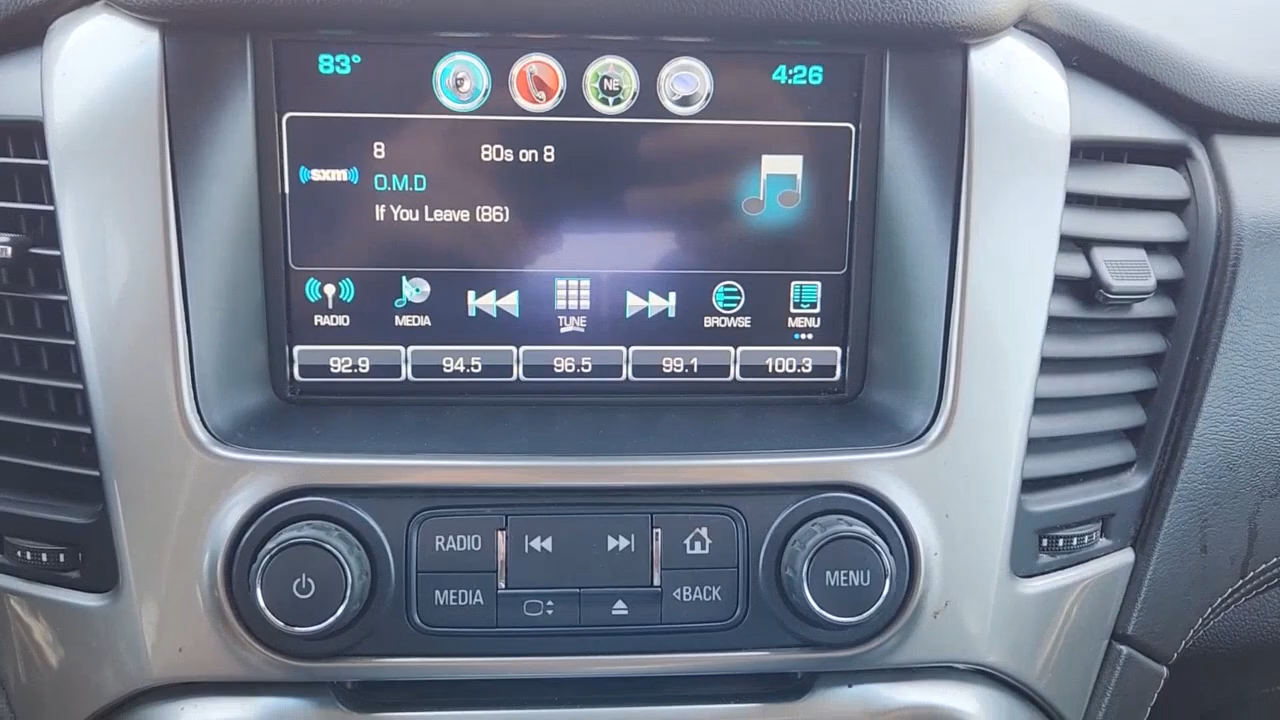 83° NE 4:26
8 80s on 8
sxm
O.M.D
If You Leave (86)
RADIO MEDIA TUNE BROWSE MENU
92.9 94.5 96.5 99.1 100.3
RADIO
MEDIA BACK
MENU